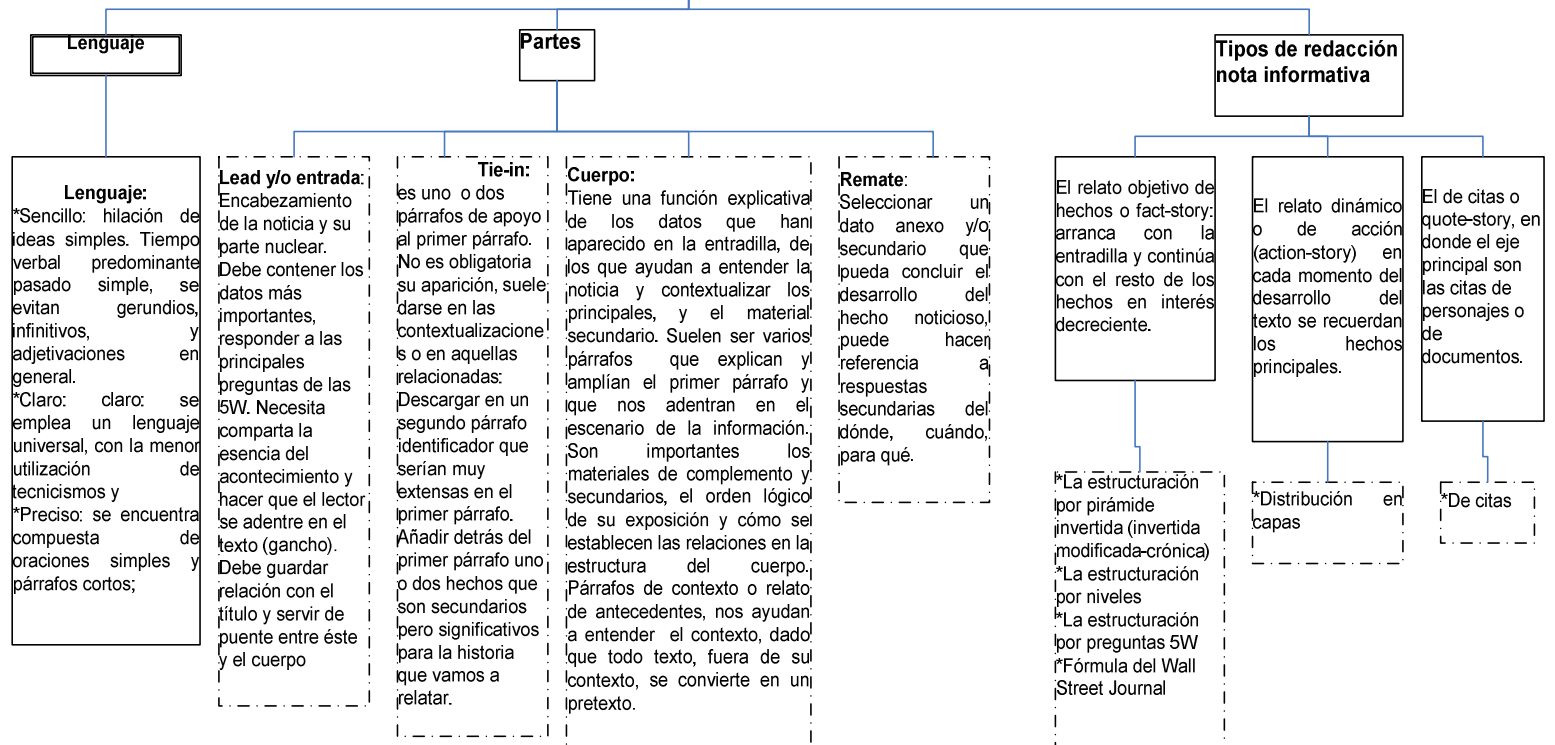 Lenguaje
Partes
Tipos de redacción
nota informativa
Lenguaje:
*Sencillo: hilación de
ideas simples. Tiempo
verbal predominante
pasado simple, se
evitan gerundios,
infinitivos, y
adjetivaciones en
general.
*Claro: claro: se
emplea un lenguaje
universal, con la menor
utilización de
tecnicismos y
*Preciso: se encuentra
compuesta de
oraciones simples y
párrafos cortos;
Lead y/o entrada:
Encabezamiento
de la noticia y su
parte nuclear.
Debe contener los
datos más
importantes,
responder a las
principales
preguntas de las
5W. Necesita
comparta la
esencia del
acontecimiento y
hacer que el lector
se adentre en el
texto (gancho).
Debe guardar
relación con el
título y servir de
puente entre éste
y el cuerpo
Tie-in:
es uno o dos
párrafos de apoyo
al primer párrafo.
No es obligatoria
su aparición, suele
darse en las
contextualizacione
s o en aquellas
relacionadas:
Descargar en un
segundo párrafo
identificador que
serían muy
extensas en el
primer párrafo.
Añadir detrás del
primer párrafo uno
o dos hechos que
son secundarios
pero significativos
para la historia
que vamos a
relatar.
Cuerpo:
Tiene una función explicativa
de los datos que han
aparecido en la entradilla, de
los que ayudan a entender la
noticia y contextualizar los
principales, y el material
secundario. Suelen ser varios
párrafos que explican y
amplían el primer párrafo y
que nos adentran en el
escenario de la información.
Son importantes los
materiales de complemento y
secundarios, el orden lógico
de su exposición y cómo se
establecen las relaciones en la
estructura del cuerpo.
Párrafos de contexto o relato
de antecedentes, nos ayudan
a entender el contexto, dado
que todo texto, fuera de su
contexto, se convierte en un
pretexto.
Remate:
Seleccionar un
dato anexo y/o
secundario que
pueda concluir el
desarrollo del
hecho noticioso,
puede hacer
referencia a
respuestas
secundarias del
dónde, cuándo,
para qué.
El relato objetivo de
hechos o fact-story:
arranca con la
entradilla y continúa
con el resto de los
hechos en interés
decreciente.
El relato dinámico
o de acción
(action-story) en
cada momento del
desarrollo del
texto se recuerdan
los hechos
principales.
El de citas o
quote-story, en
donde el eje
principal son
las citas de
personajes o
de
documentos.
*La estructuración
por pirámide
invertida (invertida
modificada-crónica)
*La estructuración
por niveles
*La estructuración
por preguntas 5W
*Fórmula del Wall
Street Journal
*Distribución en
capas
*De citas